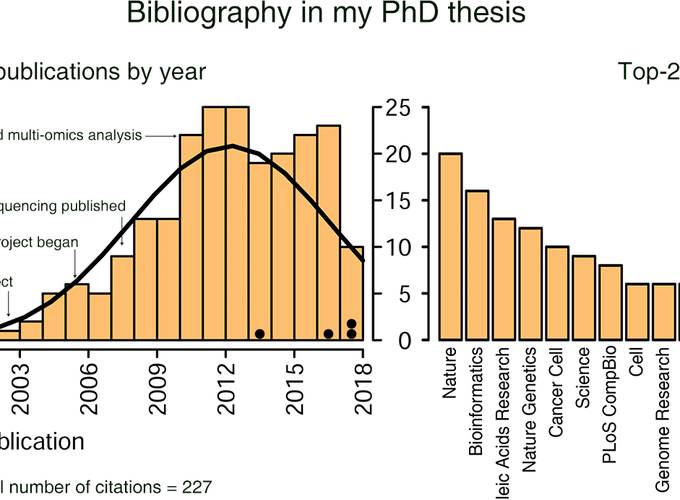 Bibliography in my PhD thesis
publications by year
Top-2
d multi-omics analysis
quencing published
roject began
ect
25
20
15
10
5
0
2003
2006
2009
2012
2015
2018
blication
l number of citations = 227
Nature
Bioinformatics
leic Acids Research
Nature Genetics
Cancer Cell
Science
PLoS CompBio
Cell
Genome Research